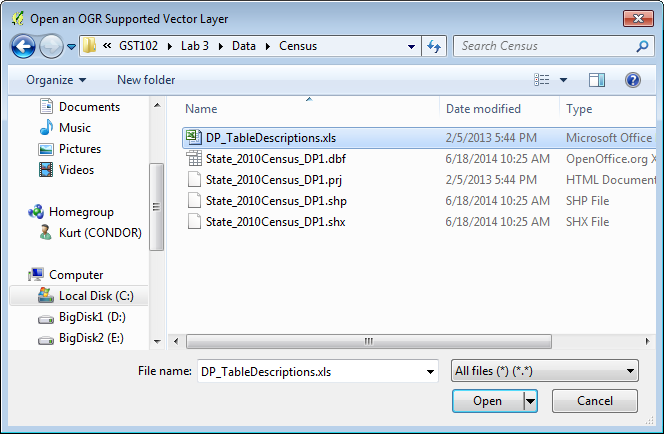 Open an OGR Supported Vector Layer
« GST102 ▸ Lab 3 ▸ Data ▸ Census
Search Census
Organize
New folder
Documents
Music
Pictures
Videos
Homegroup
Kurt (CONDOR)
Computer
Local Disk (C:)
BigDisk1 (D:)
BigDisk2 (E:)
Name Date modified Type
DP_TableDescriptions.xls 2/5/2013 5:44 PM Microsoft Office
State_2010Census_DP1.dbf 6/18/2014 10:25 AM OpenOffice.org X
State_2010Census_DP1.prj 2/5/2013 5:44 PM HTML Document
State_2010Census_DP1.shp 6/18/2014 10:25 AM SHP File
State_2010Census_DP1.shx 6/18/2014 10:25 AM SHX File
File name: DP_TableDescriptions.xls All files (*) (*.*)
Open Cancel